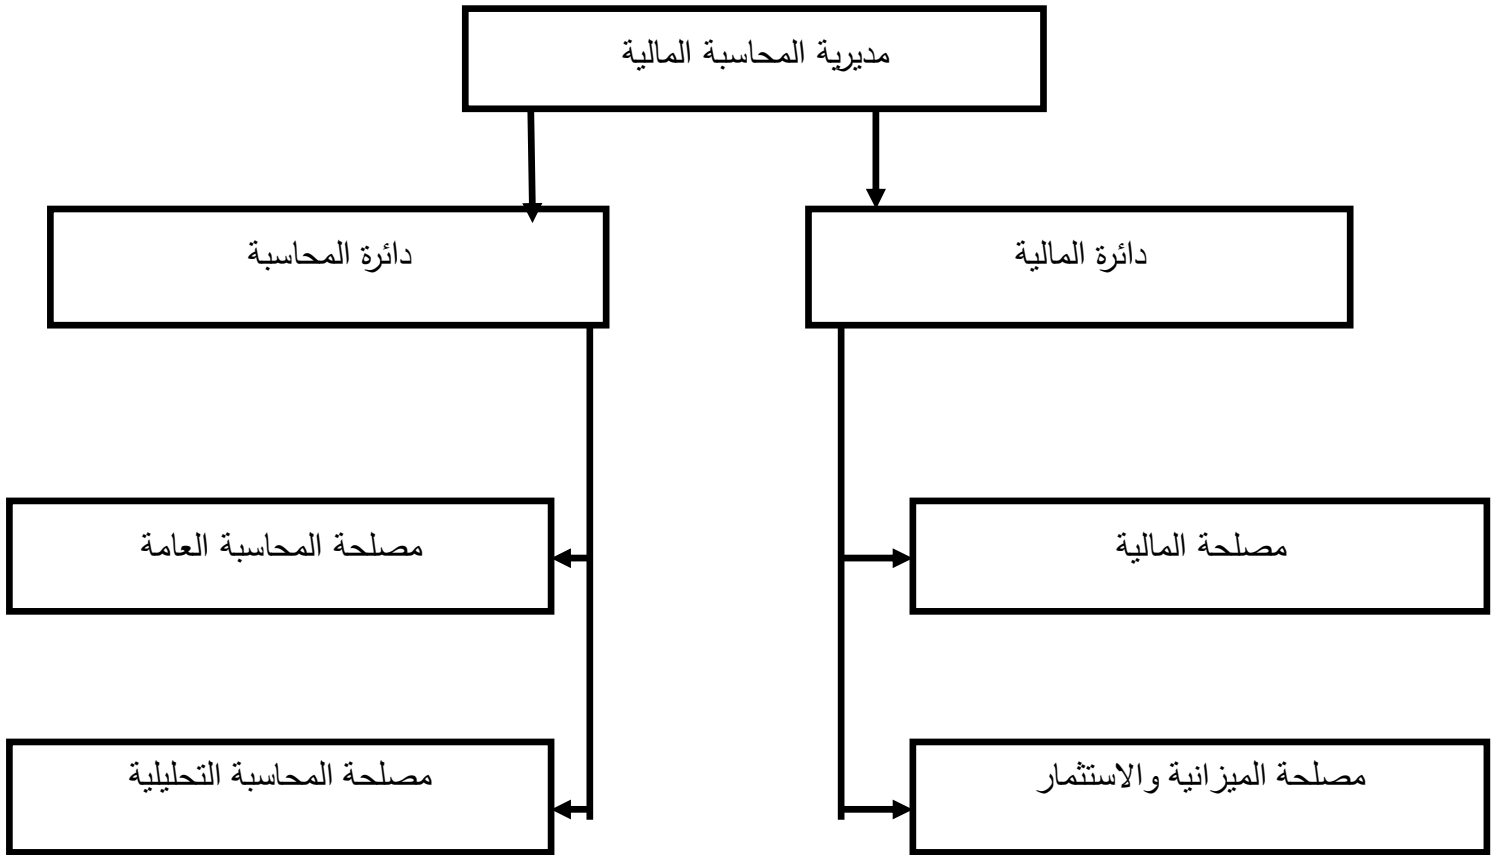 مديرية المحاسبة المالية
دائرة المالية
دائرة المحاسبة
مصلحة المالية
مصلحة المحاسبة العامة
مصلحة الميزانية والاستثمار
مصلحة المحاسبة التحليلية